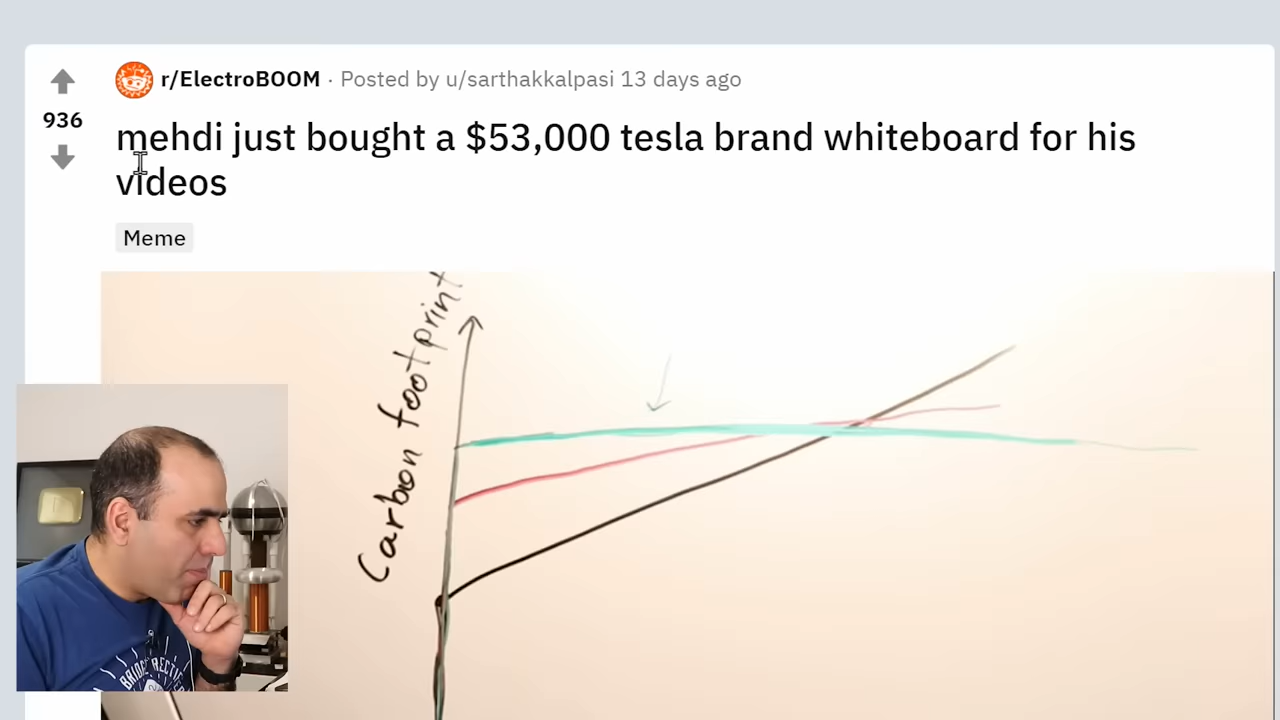 r/ElectroBOOM · Posted by u/sarthakkalpasi 13 days ago
936
mehdi just bought a $53,000 tesla brand whiteboard for his
videos
Meme
Carbon footprint